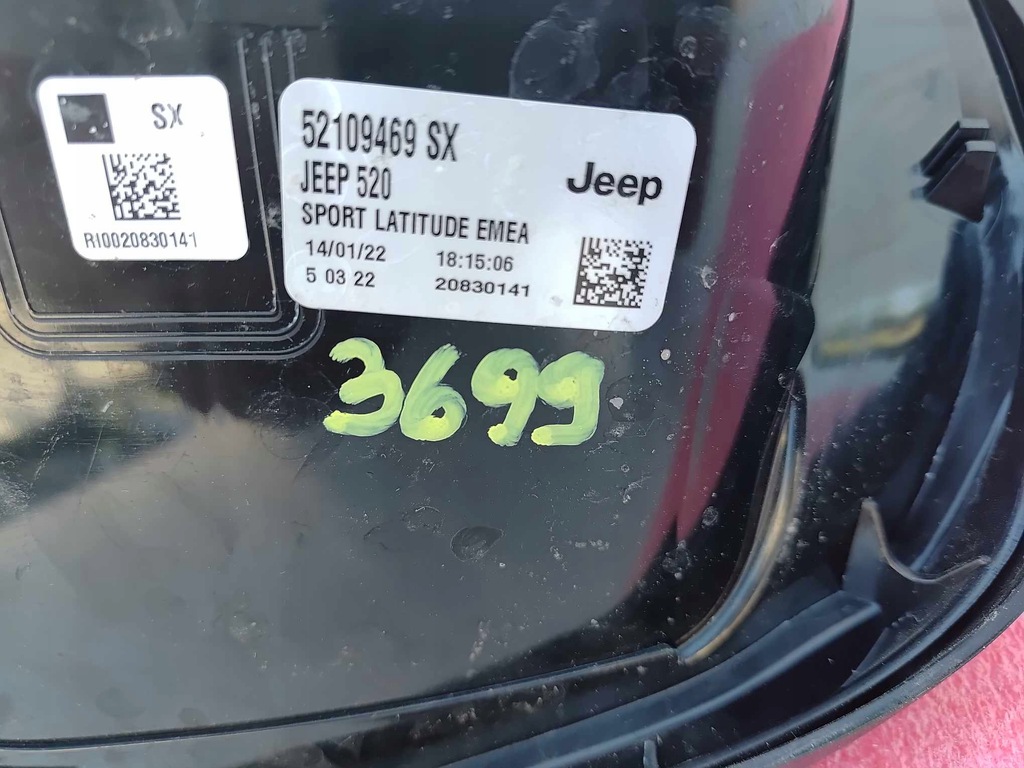 SX
RI0020830141
52109469 SX
JEEP 520
Jeep
SPORT LATITUDE EMEA
14/01/22 18:15:06
5 03 22 20830141
3699